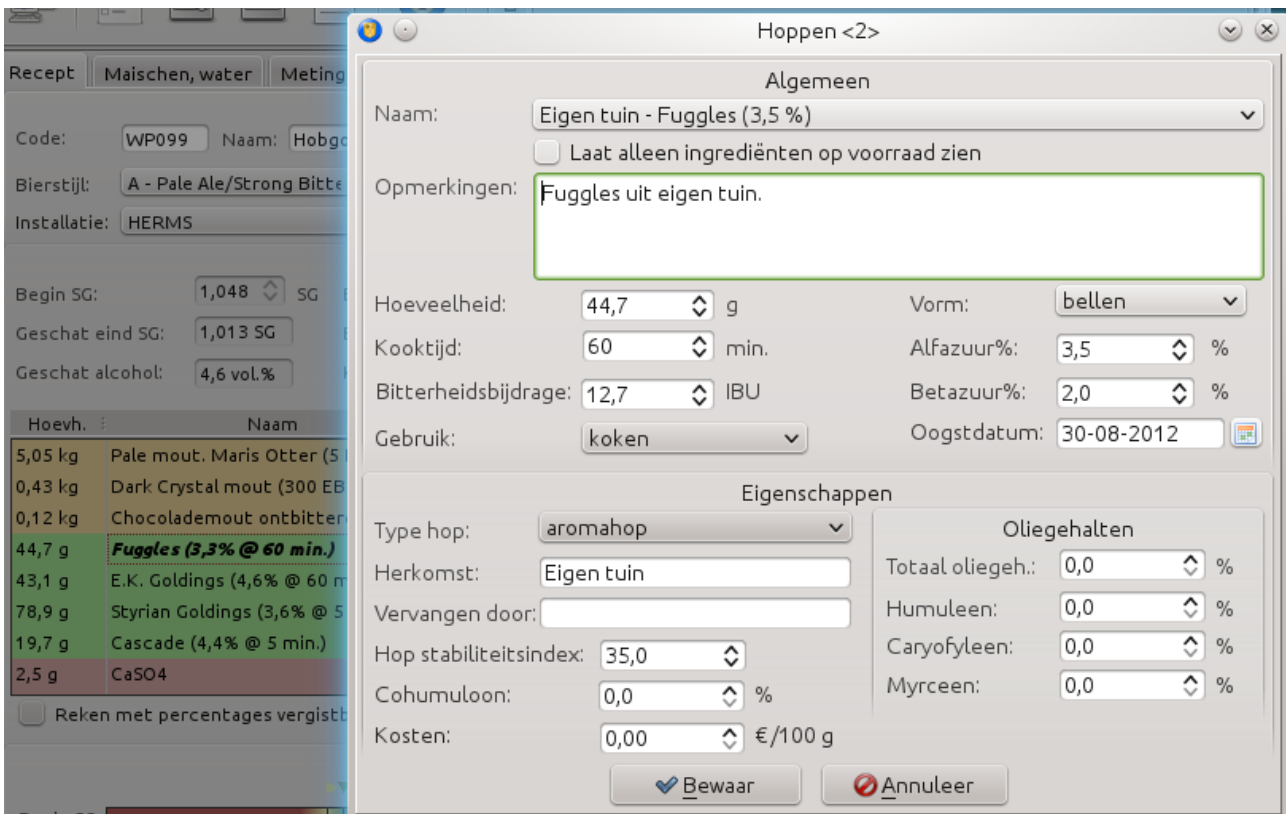 Hoppen <2>
Recept Maischen, water Meting
Code: WP099 Naam: Hobgo
Bierstijl: A - Pale Ale/Strong Bitte
Installatie: HERMS
Begin SG: 1,048 SG
Geschat eind SG: 1,013 SG
Geschat alcohol: 4,6 vol.%
Hoevh. Naam
5,05 kg Pale mout. Maris Otter (5
0,43 kg Dark Crystal mout (300 EB
0,12 kg Chocolademout ontbitter
44,7 g Fuggles (3,3% @ 60 min.)
43,1 g E.K. Goldings (4,6% @ 60 m
78,9 g Styrian Goldings (3,6% @ 5
19,7 g Cascade (4,4% @ 5 min.)
2,5 g CaSO4
Reken met percentages vergistb
Algemeen
Naam: Eigen tuin - Fuggles (3,5 %)
Laat alleen ingrediënten op voorraad zien
Opmerkingen: Fuggles uit eigen tuin.
Hoeveelheid: 44,7 g Vorm: bellen
Kooktijd: 60 min. Alfazuur%: 3,5 %
Bitterheidsbijdrage: 12,7 IBU Betazuur%: 2,0 %
Gebruik: koken Oogstdatum: 30-08-2012
Eigenschappen
Type hop: aromahop
Herkomst: Eigen tuin
Vervangen door:
Hop stabiliteitsindex: 35,0
Cohumuloon: 0,0 %
Kosten: 0,00 €/100 g
Oliegehalten
Totaal oliegeh.: 0,0 %
Humuleen: 0,0 %
Caryofyleen: 0,0 %
Myrceen: 0,0 %
Bewaar Annuleer